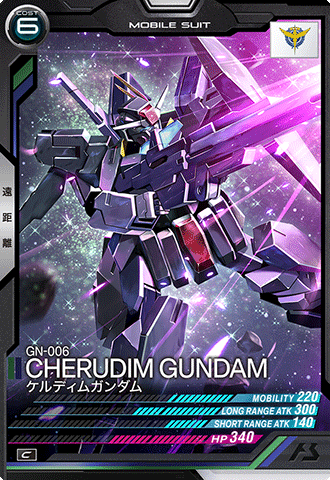 COST
6
MOBILE SUIT
遠距離
GN-006
CHERUDIM GUNDAM
ケルディムガンダム
MOBILITY 220
LONG RANGE ATK 300
SHORT RANGE ATK 140
HP 340
C